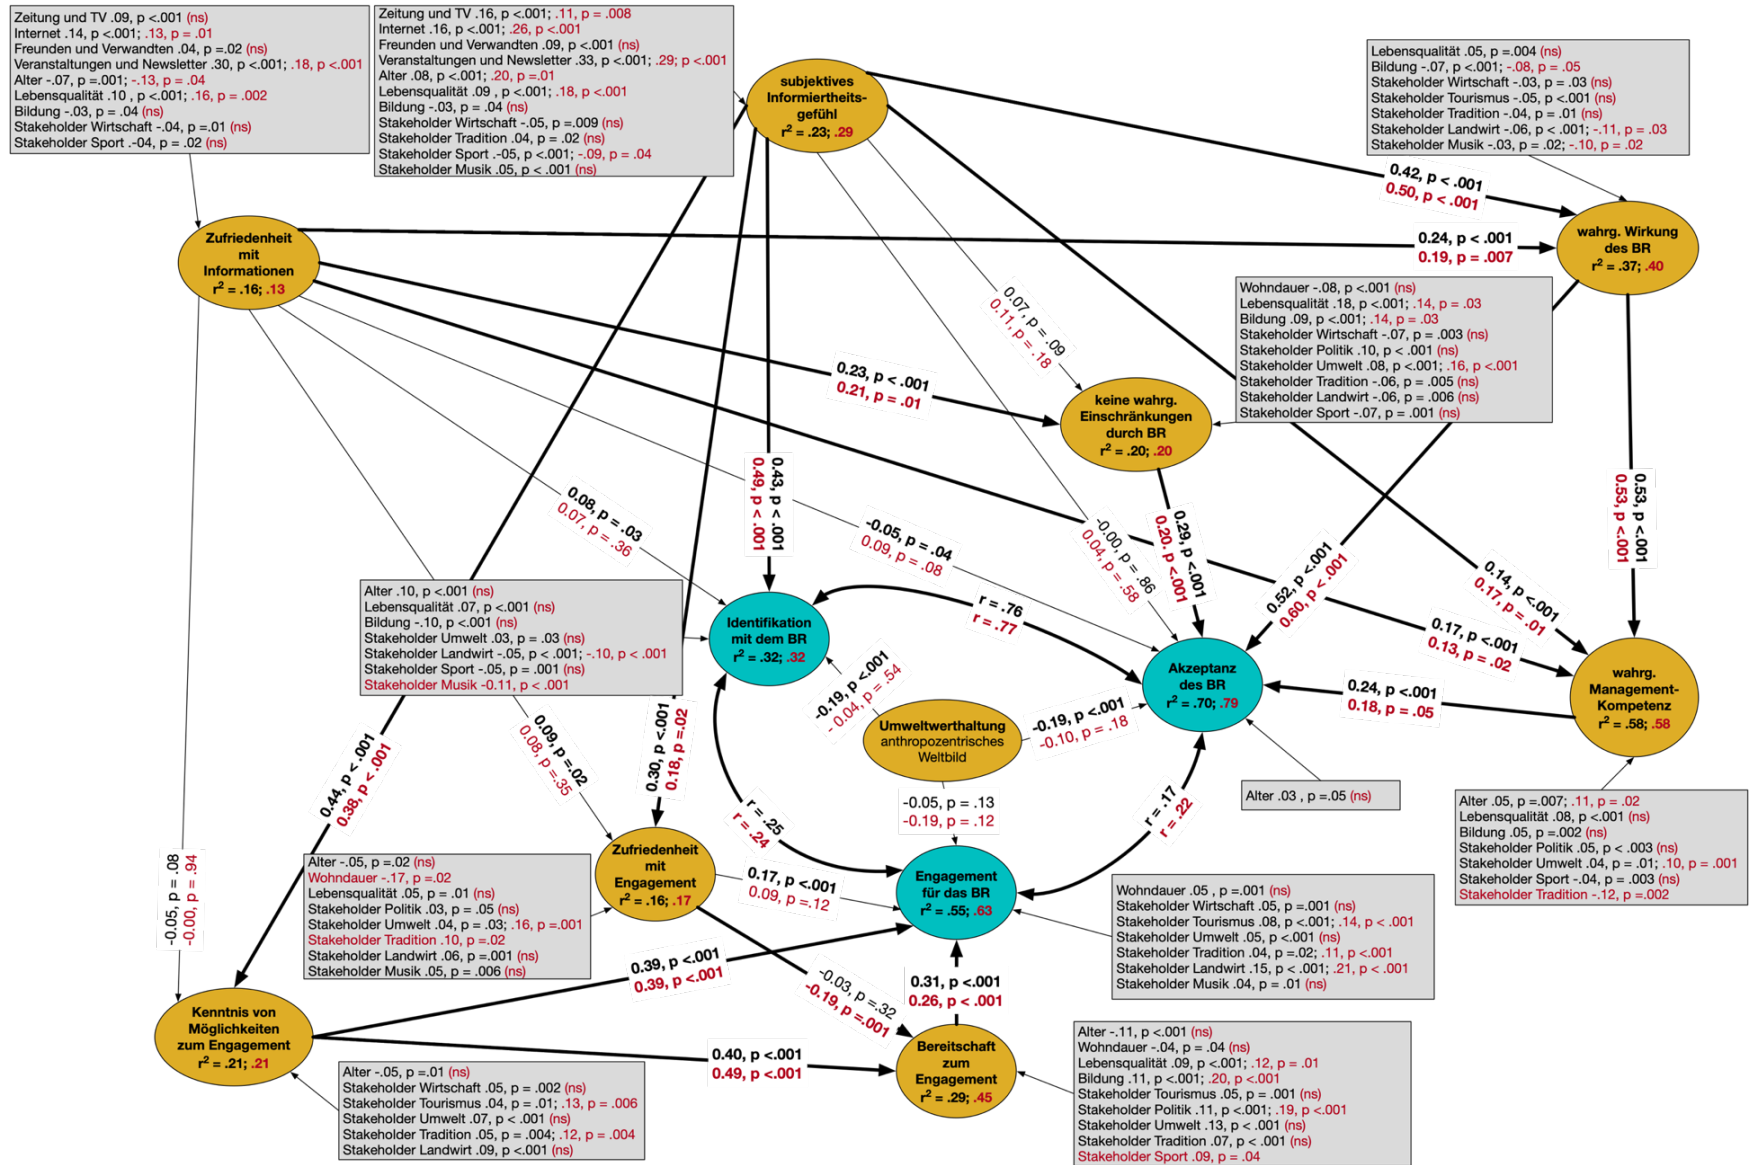 Zeitung und TV .09, p <.001 (ns)
Internet .14, p <.001; .13, p = .01
Freunden und Verwandten .04, p =.02 (ns)
Veranstaltungen und Newsletter .30, p <.001; .18, p <.001
Alter -.07, p =.001; -.13, p = .04
Lebensqualität .10 , p <.001; .16, p = .002
Bildung -.03, p = .04 (ns)
Stakeholder Wirtschaft -.04, p =.01 (ns)
Stakeholder Sport .-04, p = .02 (ns)
Zeitung und TV .16, p <.001; .11, p = .008
Internet .16, p <.001; .26, p <.001
Freunden und Verwandten .09, p <.001 (ns)
Veranstaltungen und Newsletter .33, p <.001; .29; p <.001
Alter .08, p <.001; .20, p =.01
Lebensqualität .09 , p <.001; .18, p <.001
Bildung -.03, p = .04 (ns)
Stakeholder Wirtschaft -.05, p =.009 (ns)
Stakeholder Tradition .04, p = .02 (ns)
Stakeholder Sport .-05, p <.001; -.09, p = .04
Stakeholder Musik .05, p < .001 (ns)
subjektives
Informiertheits-
gefühl
r² = .23; .29
Lebensqualität .05, p =.004 (ns)
Bildung -.07, p <.001; -.08, p = .05
Stakeholder Wirtschaft -.03, p = .03 (ns)
Stakeholder Tourismus -.05, p <.001 (ns)
Stakeholder Tradition -.04, p = .01 (ns)
Stakeholder Landwirt -.06, p < .001; -.11, p = .03
Stakeholder Musik -.03, p = .02; -.10, p = .02
0.42, p < .001
0.50, p < .001
Zufriedenheit
mit
Informationen
r² = .16; .13
0.24, p < .001
0.19, p = .007
wahrg. Wirkung
des BR
r² = .37; .40
Wohndauer -.08, p <.001 (ns)
Lebensqualität .18, p <.001; .14, p = .03
Bildung .09, p <.001; .14, p = .03
Stakeholder Wirtschaft -.07, p = .003 (ns)
Stakeholder Politik .10, p < .001 (ns)
Stakeholder Umwelt .08, p <.001; .16, p <.001
Stakeholder Tradition -.06, p = .005 (ns)
Stakeholder Landwirt -.06, p = .006 (ns)
Stakeholder Sport -.07, p = .001 (ns)
0.07, p = .09
0.11, p = .18
0.23, p < .001
0.21, p = .01
keine wahrg.
Einschränkungen
durch BR
r² = .20; .20
0.43, p < .001
0.49, p < .001
0.08, p = .03
0.07, p = .36
-0.05, p = .04
0.09, p = .08
-0.00, p = .86
0.04, p = .58
0.29, p <.001
0.20. p <.001
0.52, p <.001
0.60, p < .001
0.53, p <.001
0.53, p <.001
0.14, p <.001
0.17, p = .01
0.17, p <.001
0.13, p = .02
Alter .10, p <.001 (ns)
Lebensqualität .07, p <.001 (ns)
Bildung -.10, p <.001 (ns)
Stakeholder Umwelt .03, p = .03 (ns)
Stakeholder Landwirt -.05, p < .001; -.10, p < .001
Stakeholder Sport -.05, p = .001 (ns)
Stakeholder Musik -0.11, p < .001
Identifikation
mit dem BR
r² = .32; .32
r = .76
r = .77
Akzeptanz
des BR
r² = .70; .79
wahrg.
Management-
Kompetenz
r² = .58; .58
0.24, p <.001
0.18, p = .05
-0.19, p <.001
- 0.04, p = .54
Umweltwerthaltung
anthropozentrisches
Weltbild
-0.19, p <.001
-0.10, p = .18
0.44, p < .001
0.38, p < .001
0.09, p =.02
0.08, p =.35
0.30, p <.001
0.18, p =.02
-0.05, p = .13
-0.19, p = .12
r = .25
r = .24
r = .17
r = .22
Alter .03 , p =.05 (ns)
Alter .05, p =.007; .11, p = .02
Lebensqualität .08, p <.001 (ns)
Bildung .05, p =.002 (ns)
Stakeholder Politik .05, p < .003 (ns)
Stakeholder Umwelt .04, p = .01; .10, p = .001
Stakeholder Sport -.04, p = .003 (ns)
Stakeholder Tradition -.12, p =.002
-0.05, p = .08
-0.00, p = .94
Alter -.05, p =.02 (ns)
Wohndauer -.17, p =.02
Lebensqualität .05, p = .01 (ns)
Stakeholder Politik .03, p = .05 (ns)
Stakeholder Umwelt .04, p = .03; .16, p =.001
Stakeholder Tradition .10, p =.02
Stakeholder Landwirt .06, p =.001 (ns)
Stakeholder Musik .05, p = .006 (ns)
Zufriedenheit
mit
Engagement
r² = .16; .17
0.17, p <.001
0.09, p =.12
Engagement
für das BR
r² = .55; .63
Wohndauer .05 , p =.001 (ns)
Stakeholder Wirtschaft .05, p =.001 (ns)
Stakeholder Tourismus .08, p <.001; .14, p < .001
Stakeholder Umwelt .05, p <.001 (ns)
Stakeholder Tradition .04, p =.02; .11, p <.001
Stakeholder Landwirt .15, p < .001; .21, p < .001
Stakeholder Musik .04, p = .01 (ns)
0.39, p <.001
0.39, p <.001
-0.03, p =.32
-0.19, p =.001
0.31, p <.001
0.26, p < .001
Kenntnis von
Möglichkeiten
zum Engagement
r² = .21; .21
0.40, p <.001
0.49, p <.001
Bereitschaft
zum
Engagement
r² = .29; .45
Alter -.05, p =.01 (ns)
Stakeholder Wirtschaft .05, p = .002 (ns)
Stakeholder Tourismus .04, p = .01; .13, p = .006
Stakeholder Umwelt .07, p < .001 (ns)
Stakeholder Tradition .05, p = .004; .12, p = .004
Stakeholder Landwirt .09, p <.001 (ns)
Alter -.11, p <.001 (ns)
Wohndauer -.04, p = .04 (ns)
Lebensqualität .09, p <.001; .12, p = .01
Bildung .11, p <.001; .20, p <.001
Stakeholder Tourismus .05, p = .001 (ns)
Stakeholder Politik .11, p <.001; .19, p <.001
Stakeholder Umwelt .13, p <.001 (ns)
Stakeholder Tradition .07, p < .001 (ns)
Stakeholder Sport .09, p = .04